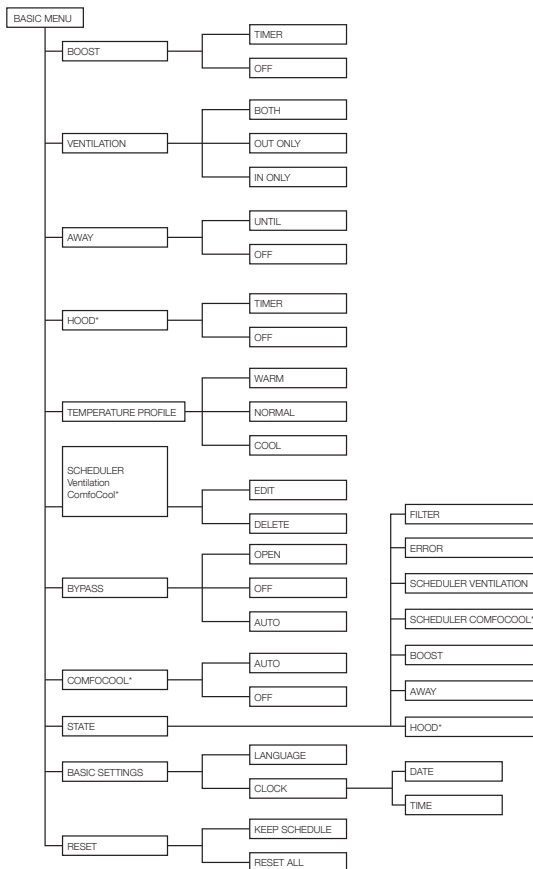 BASIC MENU
BOOST
TIMER
OFF
VENTILATION
BOTH
OUT ONLY
IN ONLY
AWAY
UNTIL
OFF
HOOD*
TIMER
OFF
TEMPERATURE PROFILE
WARM
NORMAL
COOL
SCHEDULER
Ventilation
ComfoCool*
EDIT
DELETE
BYPASS
OPEN
OFF
AUTO
COMFOCOOL*
AUTO
OFF
STATE
FILTER
ERROR
SCHEDULER VENTILATION
SCHEDULER COMFOCOOL*
BOOST
AWAY
HOOD*
BASIC SETTINGS
LANGUAGE
CLOCK
DATE
TIME
RESET
KEEP SCHEDULE
RESET ALL